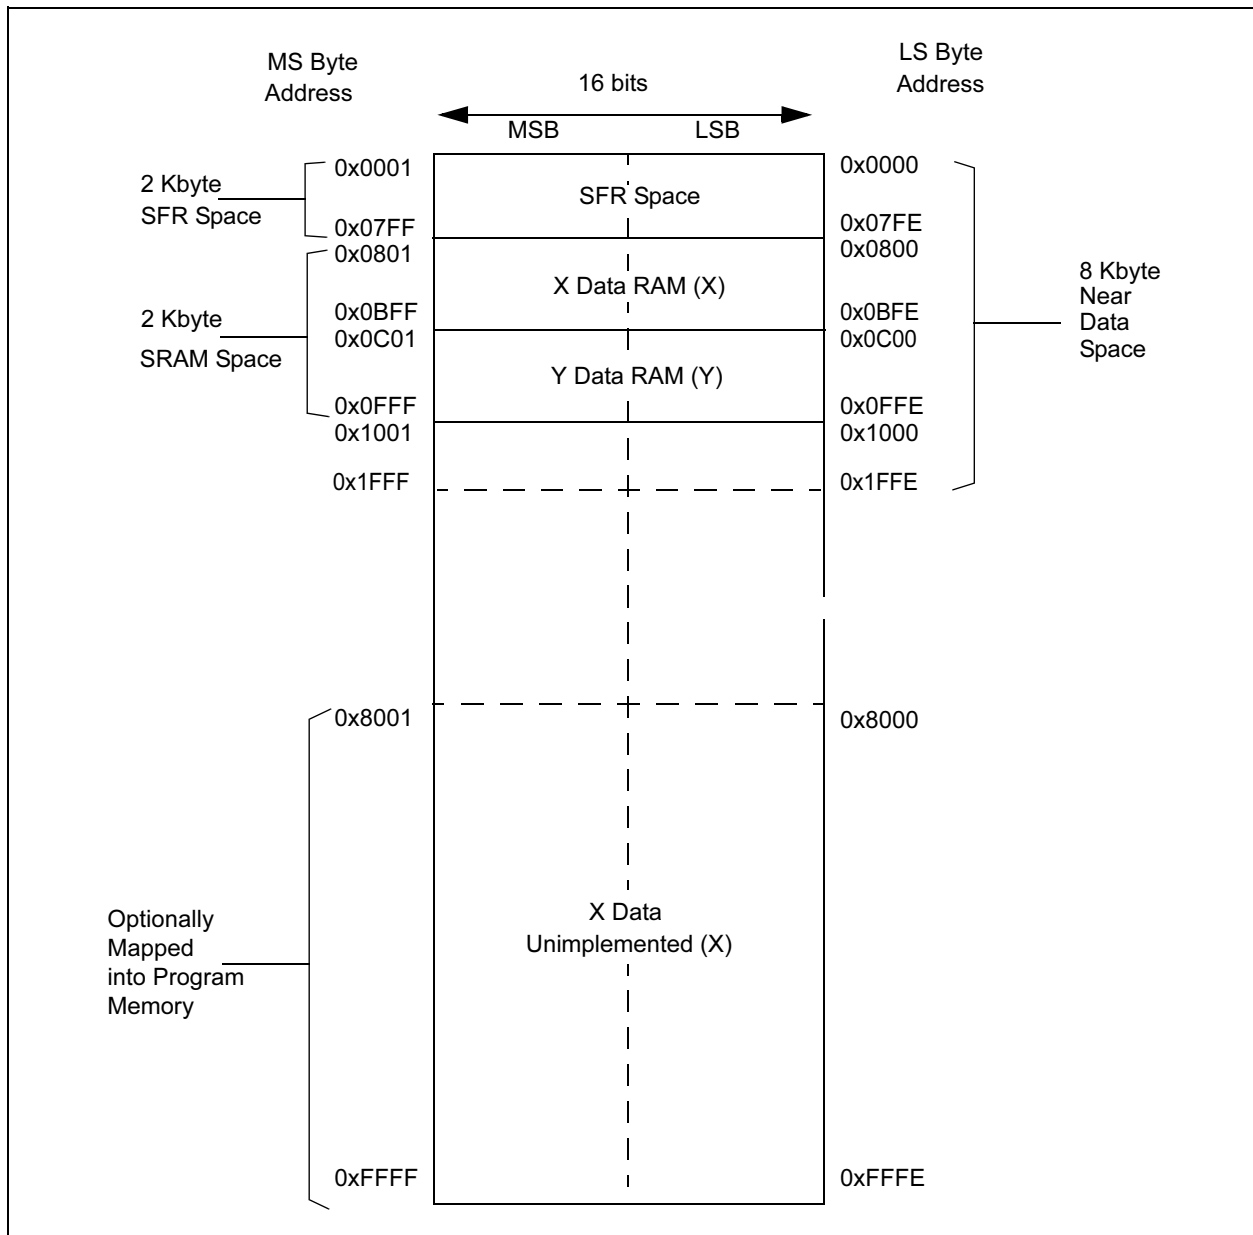 MS Byte
Address
16 bits
LS Byte
Address
MSB
LSB
2 Kbyte
SFR Space
0x0001
0x07FF
SFR Space
0x0000
0x07FE
2 Kbyte
SRAM Space
0x0801
0x0BFF
0x0C01
0x0FFF
X Data RAM (X)
Y Data RAM (Y)
0x0800
0x0BFE
0x0C00
0x0FFE
8 Kbyte
Near
Data
Space
0x1001
0x1000
0x1FFF
0x1FFE
0x8001
0x8000
Optionally
Mapped
into Program
Memory
X Data
Unimplemented (X)
0xFFFF
0xFFFE